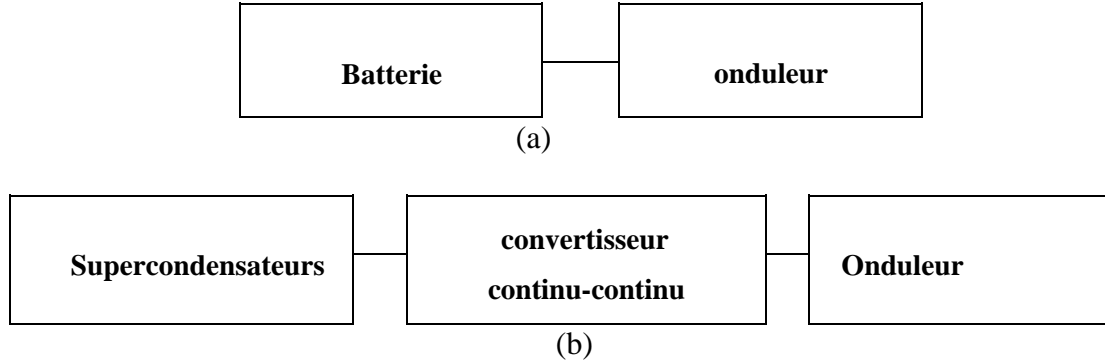 Batterie
onduleur
(a)
Supercondensateurs
convertisseur
continu-continu
Onduleur
(b)